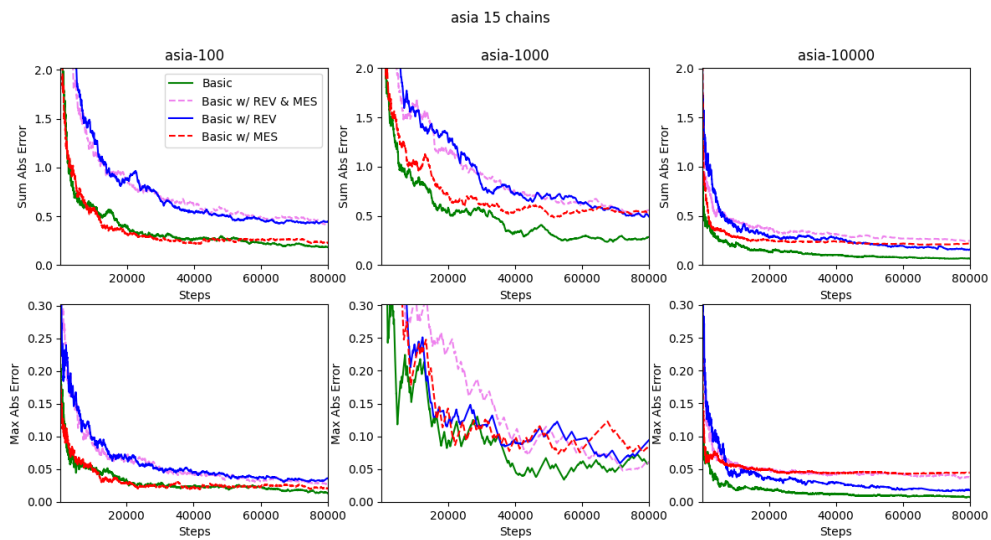 asia 15 chains
asia-100
asia-1000
asia-10000
2.0
1.5
1.0
0.5
0.0
Sum Abs Error
Basic
Basic w/ REV & MES
Basic w/ REV
Basic w/ MES
20000 40000 60000 80000
Steps
2.0
1.5
1.0
0.5
0.0
Sum Abs Error
20000 40000 60000 80000
Steps
2.0
1.5
1.0
0.5
0.0
Sum Abs Error
20000 40000 60000 80000
Steps
0.30
0.25
0.20
0.15
0.10
0.05
0.00
Max Abs Error
20000 40000 60000 80000
Steps
0.30
0.25
0.20
0.15
0.10
0.05
0.00
Max Abs Error
20000 40000 60000 80000
Steps
0.30
0.25
0.20
0.15
0.10
0.05
0.00
Max Abs Error
20000 40000 60000 80000
Steps